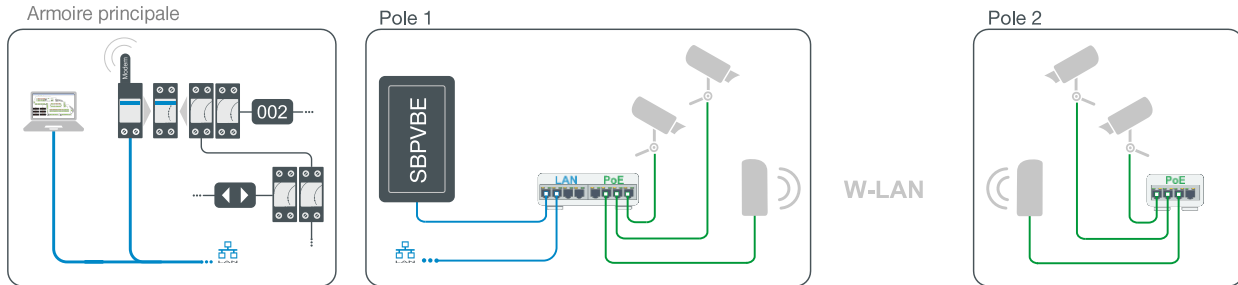 Armoire principale
Pole 1
Pole 2
Modem
002
SBPVBE
LAN
PoE
W-LAN
PoE
LAN
LAN